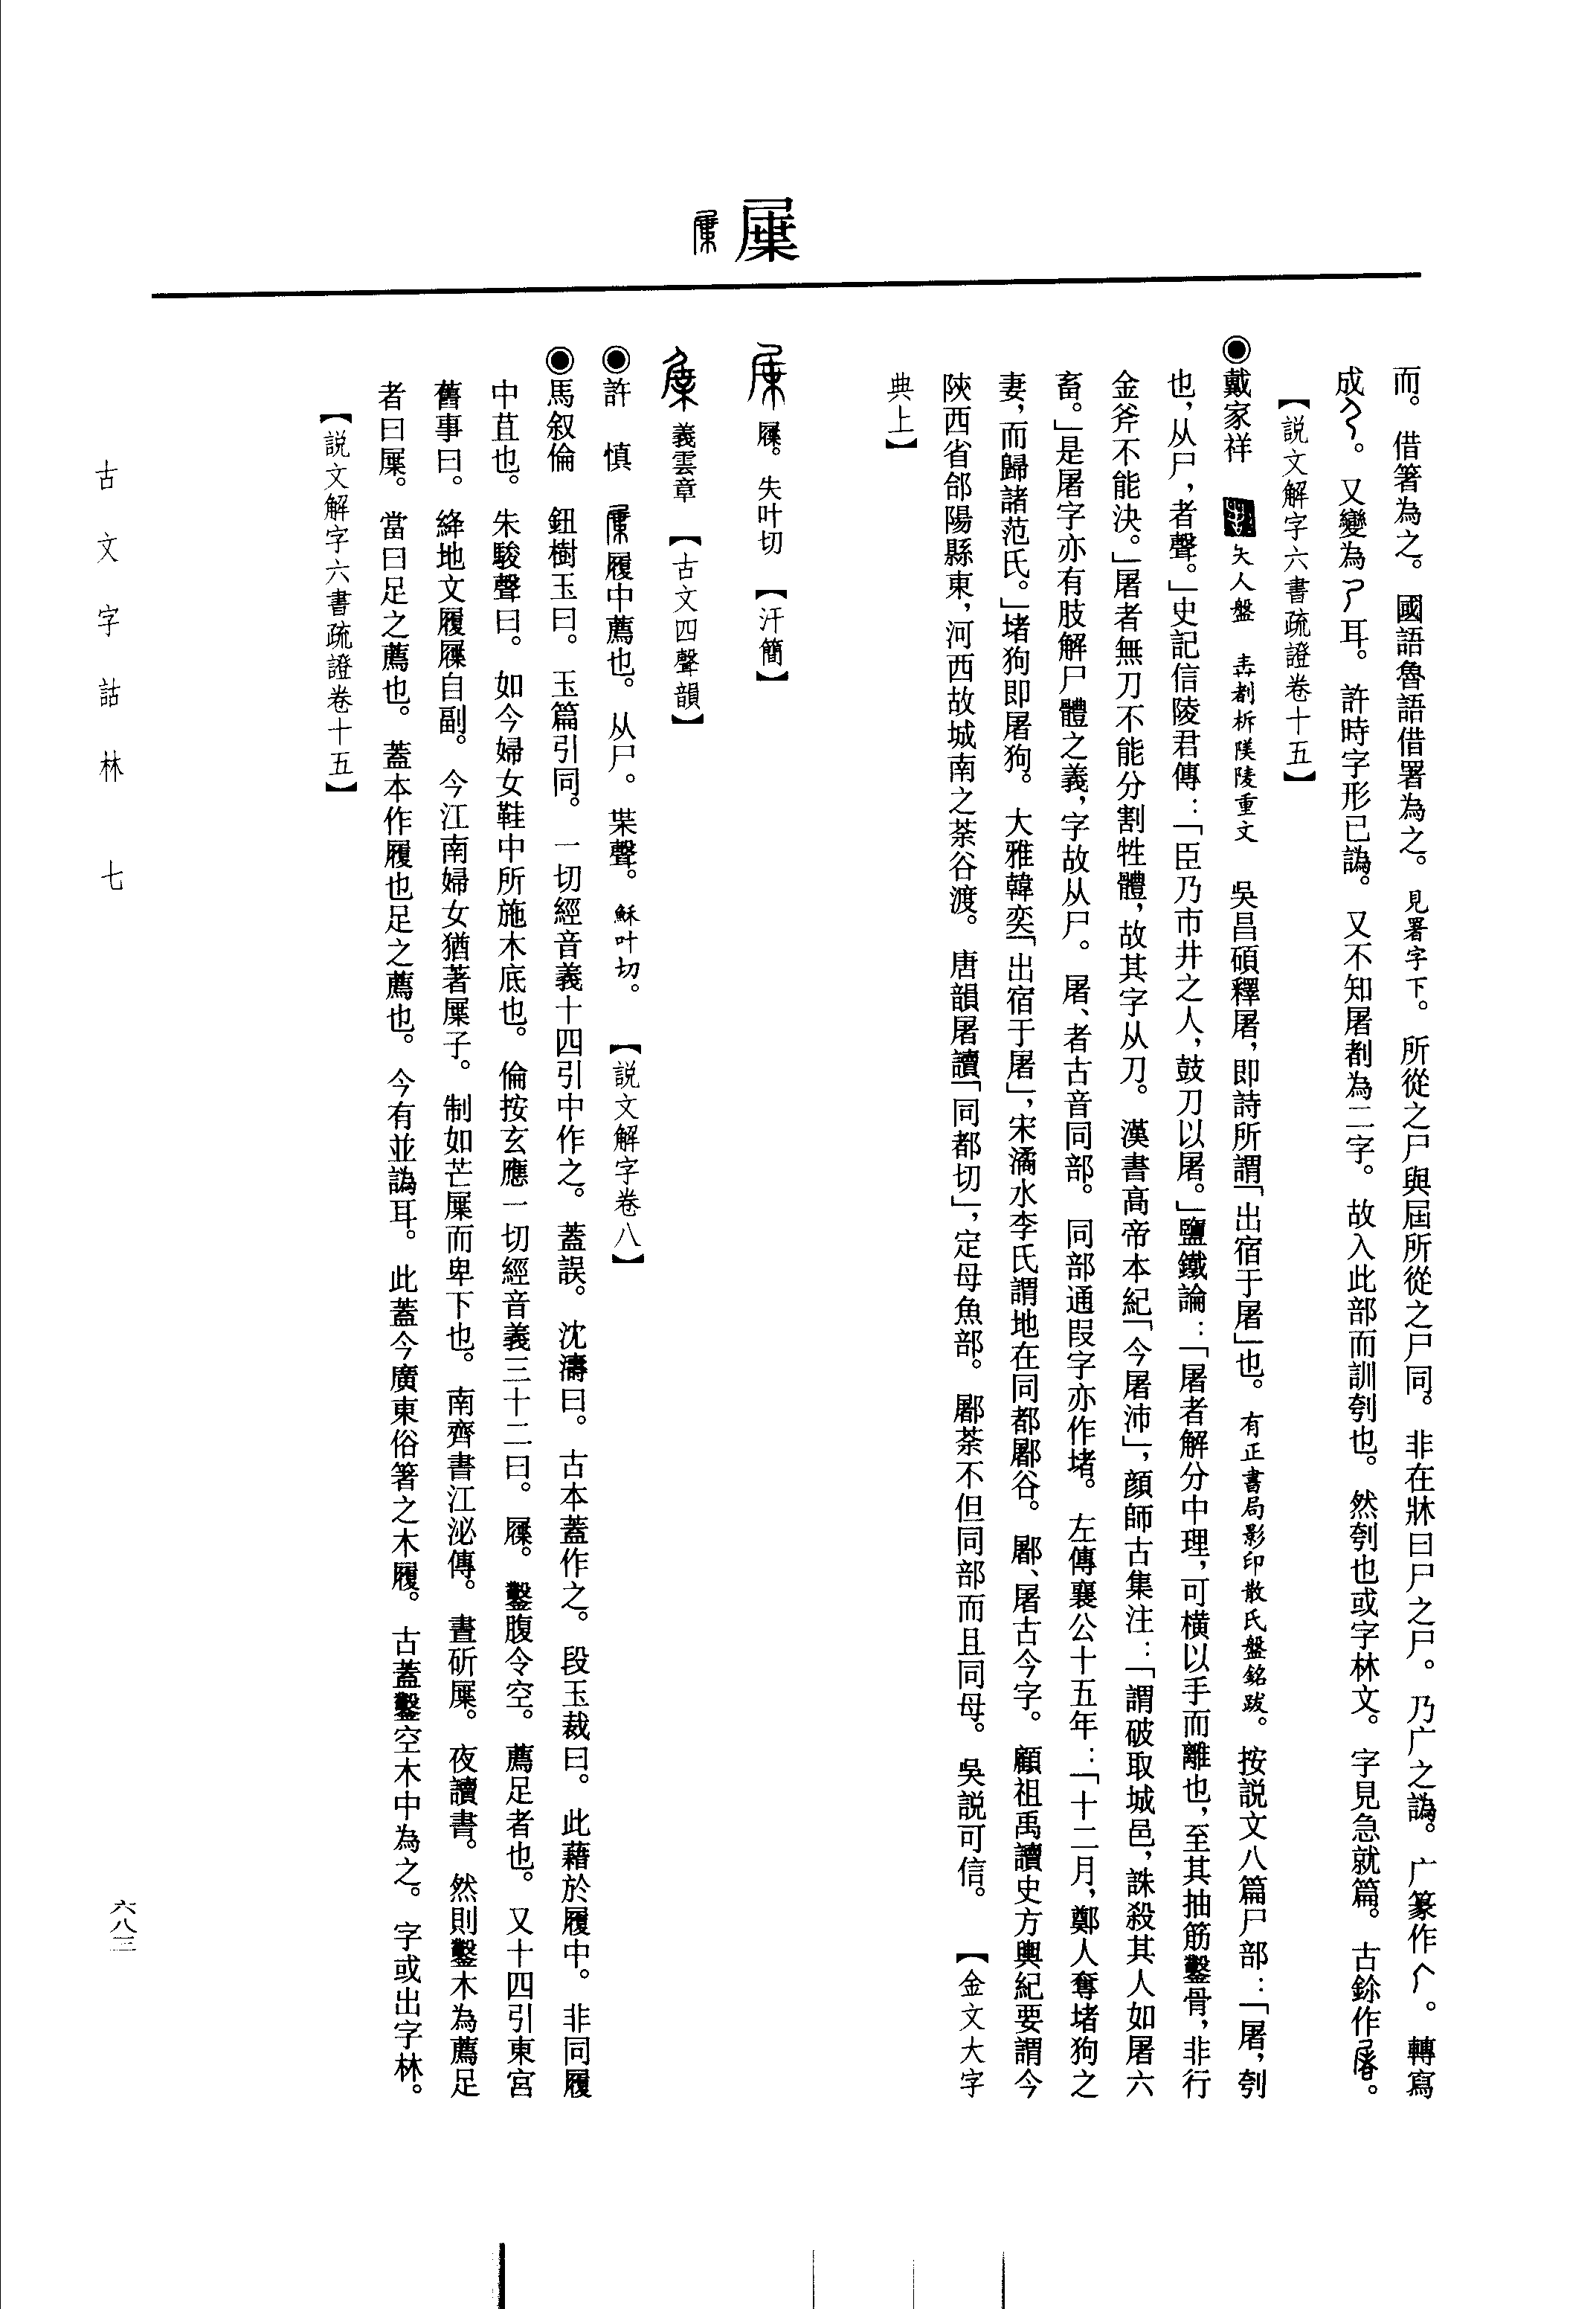 而。借箸為之。國語魯語借署為之。見署字下。所從之尸與屆所從之尸同。非在牀曰尸之尸。乃广之譌。广篆作。轉寫
成。又變為耳。許時字形已譌。又不知屠剫為二字。故入此部而訓刳也。然刳也或字林文。字見急就篇。古鉨作。
【説文解字六書疏證卷十五】
◉戴家祥 矢人盤 陵重文 吳昌碩釋屠，即詩所謂「出宿于屠」也。有正書局影印散氏盤銘跋。按説文八篇尸部：「屠，刳
也，从尸，者聲。」史記信陵君傳：「臣乃市井之人，鼓刀以屠。」鹽鐵論：「屠者解分中理，可橫以手而離也，至其抽筋鑿骨，非行
金斧不能決。」屠者無刀不能分割牲體，故其字从刀。漢書高帝本紀「今屠沛」，顏師古集注：「謂破取城邑，誅殺其人如屠六
畜。」是屠字亦有肢解尸體之義，字故从尸。屠、者古音同部。同部通叚字亦作堵。左傳襄公十五年：「十二月，鄭人奪堵狗之
妻，而歸諸范氏。」堵狗即屠狗。大雅韓奕「出宿于屠」，宋潏水李氏謂地在同都鄏谷。鄏、屠古今字。顧祖禹讀史方輿紀要謂今
陝西省郃陽縣東，河西故城南之荼谷渡。唐韻屠讀「同都切」，定母魚部。荼不但同部而且同母。吳説可信。【金文大字
典上】
屟
屧。失叶切【汗簡】
義雲章【古文四聲韻】
◉許 慎 履中薦也。从尸。枼聲。穌叶切。【説文解字卷八】
◉馬叙倫 鈕樹玉曰。玉篇引同。一切經音義十四引中作之。蓋誤。沈濤曰。古本蓋作之。段玉裁曰。此藉於履中。非同履
中苴也。朱駿聲曰。如今婦女鞋中所施木底也。倫按玄應一切經音義三十二曰。屧。鑿腹令空。薦足者也。又十四引東宮
舊事曰。絳地文履屧自副。今江南婦女猶著屟子。制如芒屟而卑下也。南齊書江泌傳。晝斫屟。夜讀書。然則鑿木為薦足
者曰屟。當曰足之薦也。蓋本作履也足之薦也。今有並譌耳。此蓋今廣東俗箸之木履。古蓋鑿空木中為之。字或出字林。
【説文解字六書疏證卷十五】
古文字詁林 七
六八三